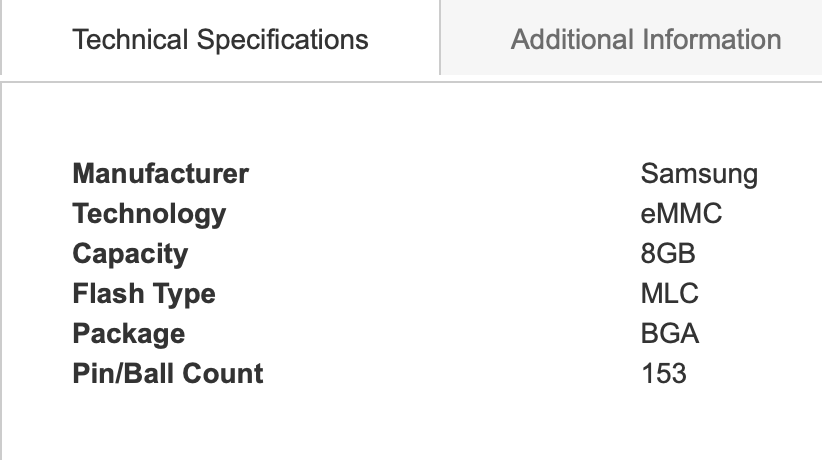 Technical Specifications Additional Information
Manufacturer Samsung
Technology eMMC
Capacity 8GB
Flash Type MLC
Package BGA
Pin/Ball Count 153